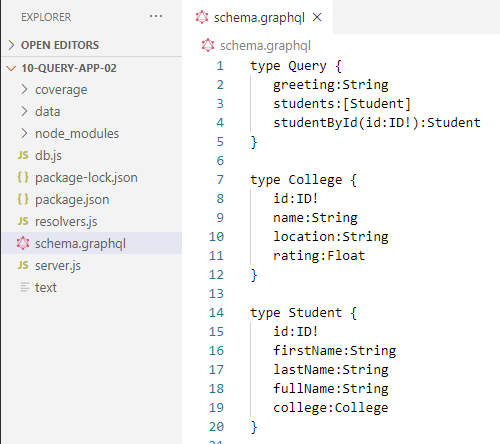 EXPLORER
OPEN EDITORS
10-QUERY-APP-02
coverage
data
node_modules
JS db.js
{} package-lock.json
{} package.json
JS resolvers.js
schema.graphql
JS server.js
text
schema.graphql ×
schema.graphql
1 type Query {
2 greeting:String
3 students:[Student]
4 studentById(id:ID!):Student
5 }
6
7 type College {
8 id:ID!
9 name:String
10 location:String
11 rating:Float
12 }
13
14 type Student {
15 id:ID!
16 firstName:String
17 lastName:String
18 fullName:String
19 college:College
20 }